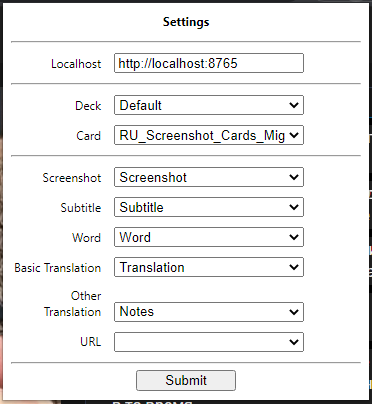 Settings
Localhost http://localhost:8765
Deck Default
Card RU_Screenshot_Cards_Mig
Screenshot Screenshot
Subtitle Subtitle
Word Word
Basic Translation Translation
Other
Translation Notes
URL
Submit